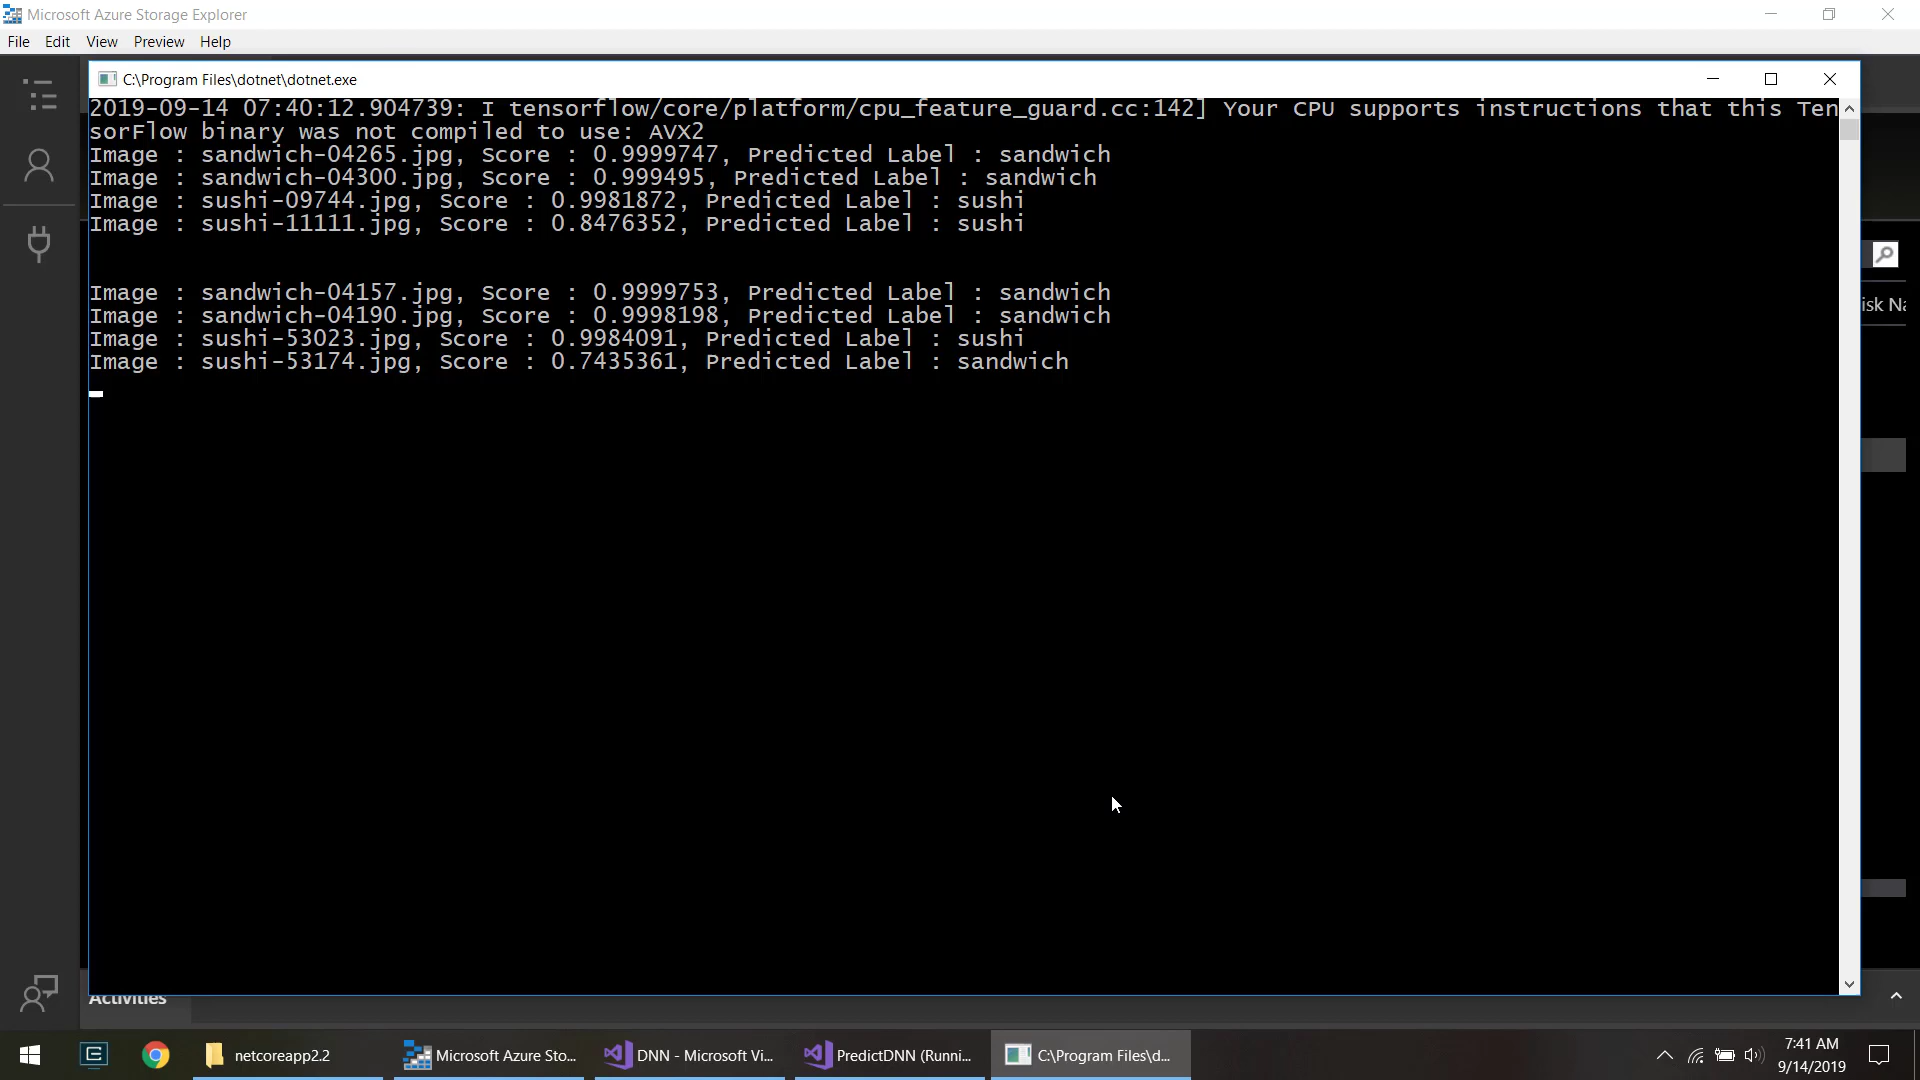 Microsoft Azure Storage Explorer
File Edit View Preview Help
C:\Program Files\dotnet\dotnet.exe
2019-09-14 07:40:12.904739: I tensorflow/core/platform/cpu_feature_guard.cc:142] Your CPU supports instructions that this Ten
sorFlow binary was not compiled to use: AVX2
Image : sandwich-04265.jpg, Score : 0.9999747, Predicted Label : sandwich
Image : sandwich-04300.jpg, Score : 0.999495, Predicted Label : sandwich
Image : sushi-09744.jpg, Score : 0.9981872, Predicted Label : sushi
Image : sushi-11111.jpg, Score : 0.8476352, Predicted Label : sushi
Image : sandwich-04157.jpg, Score : 0.9999753, Predicted Label : sandwich
Image : sandwich-04190.jpg, Score : 0.9998198, Predicted Label : sandwich
Image : sushi-53023.jpg, Score : 0.9984091, Predicted Label : sushi
Image : sushi-53174.jpg, Score : 0.7435361, Predicted Label : sandwich
isk Na
Activities
netcoreapp2.2
Microsoft Azure Sto...
DNN - Microsoft Vi...
PredictDNN (Runni...
C:\Program Files\d...
7:41 AM
9/14/2019